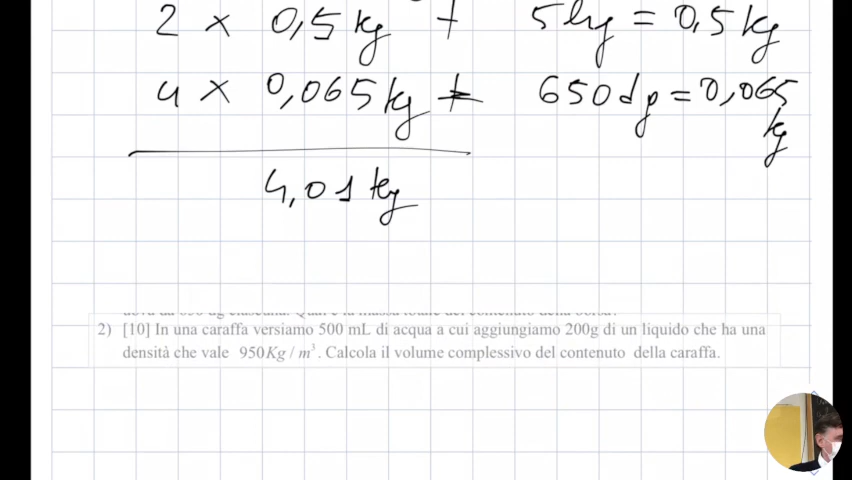 2 × 0,5 kg + 5 hg = 0,5 kg
4 × 0,065 kg = 650 dg = 0,065 kg
4,01 kg
2) [10] In una caraffa versiamo 500 mL di acqua a cui aggiungiamo 200g di un liquido che ha una
densità che vale 950Kg / m³. Calcola il volume complessivo del contenuto della caraffa.